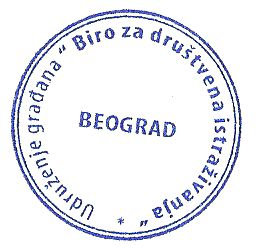 Udruženje građana “ Biro za društvena istraživanja ”
*
BEOGRAD